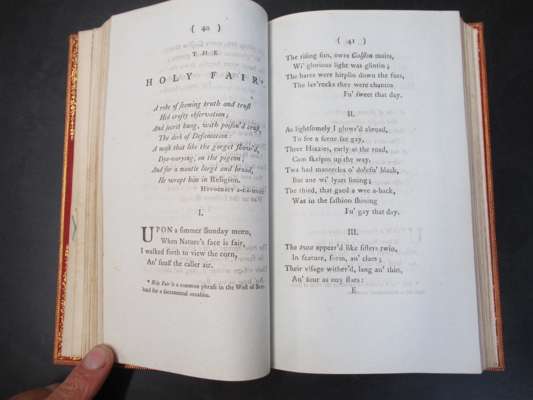 ( 40 )
THE
HOLY FAIR*.
A robe of seeming truth and trust
Hid crafty observation;
And secret hung, with poison'd crust,
The dirk of Defamation:
A mask that like the gorget show'd,
Dye-varying, on the pigeon;
And for a mantle large and broad,
He wrapt him in Religion.
HYPOCRISY A-LA-MODE.
I.
UPON a simmer Sunday morn,
When Nature's face is fair,
I walked forth to view the corn,
An' snuff the caller air.
* Holy Fair is a common phrase in the West of Scot-
land for a sacramental occasion.
( 41 )
The rising sun, owre Galston muirs,
Wi' glorious light was glintin;
The hares were hirplin down the furs,
The lav'rocks they were chantin
Fu' sweet that day.
II.
As lightsomely I glowr'd abroad,
To see a scene sae gay,
Three Hizzies, early at the road,
Cam skelpin up the way.
Twa had manteeles o' dolefu' black,
But ane wi' lyart lining;
The third, that gaed a wee a-back,
Was in the fashion shining
Fu' gay that day.
III.
The twa appear'd like sisters twin,
In feature, form, an' claes;
Their visage wither'd, lang an' thin,
An' sour as ony slaes:
E